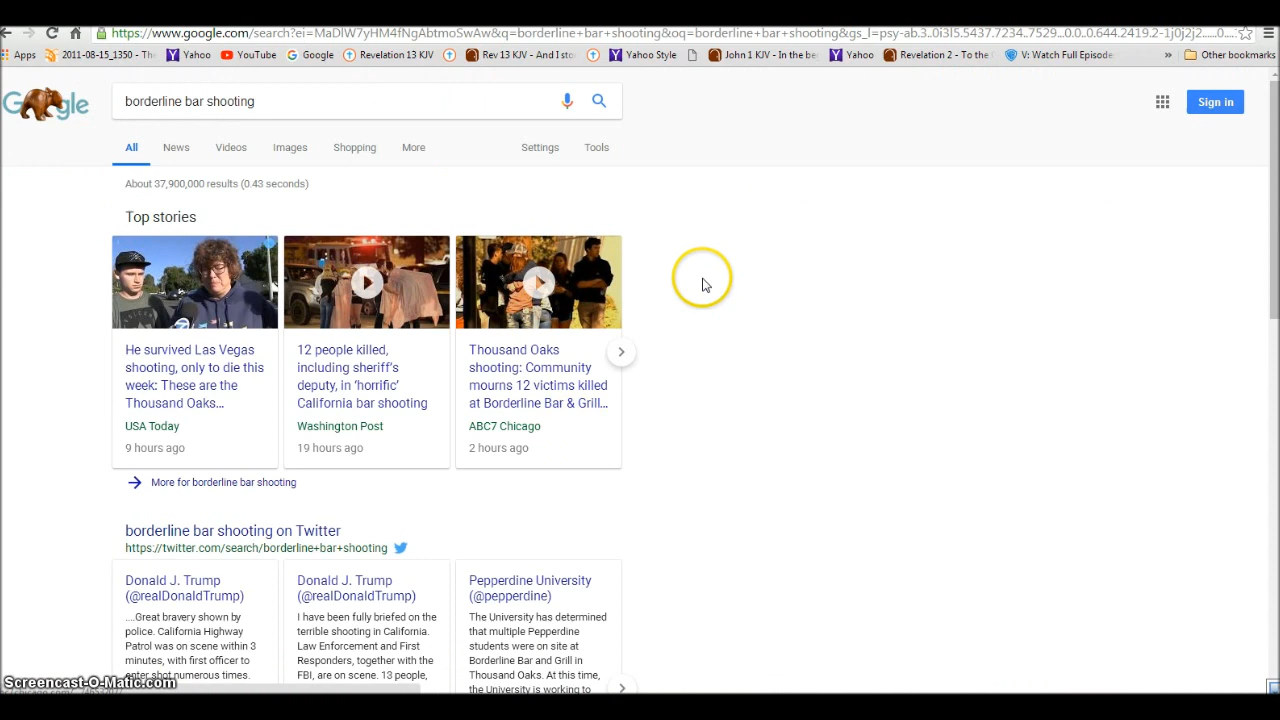 https://www.google.com/search?ei=MaDlW7yHM4fNgAbtmoSwAw&q=borderline+bar+shooting&oq=borderline+bar+shooting&gs_l=psy-ab.3.0i3l5.5437.7234..7529...0.0..0.644.2419.2-1j0j2j2......0....
Apps 2011-08-15_1350 - The Yahoo YouTube Google Revelation 13 KJV Rev 13 KJV - And I sto Yahoo Style John 1 KJV - In the be Yahoo Revelation 2 - To the V: Watch Full Episode » Other bookmarks
Google
borderline bar shooting
Sign in
All News Videos Images Shopping More Settings Tools
About 37,900,000 results (0.43 seconds)
Top stories
He survived Las Vegas
shooting, only to die this
week: These are the
Thousand Oaks...
USA Today
9 hours ago
12 people killed,
including sheriff's
deputy, in 'horrific'
California bar shooting
Washington Post
19 hours ago
Thousand Oaks
shooting: Community
mourns 12 victims killed
at Borderline Bar & Grill...
ABC7 Chicago
2 hours ago
More for borderline bar shooting
borderline bar shooting on Twitter
https://twitter.com/search/borderline+bar+shooting
Donald J. Trump
(@realDonaldTrump)
....Great bravery shown by
police. California Highway
Patrol was on scene within 3
minutes, with first officer to
enter shot numerous times.
Donald J. Trump
(@realDonaldTrump)
I have been fully briefed on the
terrible shooting in California.
Law Enforcement and First
Responders, together with the
FBI, are on scene. 13 people,
Pepperdine University
(@pepperdine)
The University has determined
that multiple Pepperdine
students were on site at
Borderline Bar and Grill in
Thousand Oaks. At this time,
the University is working to
Screencast-O-Matic.com